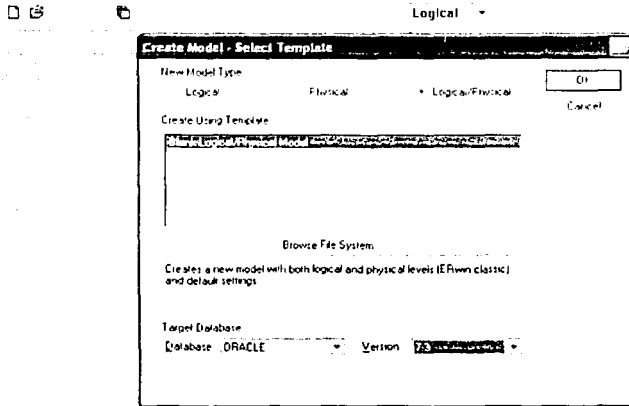 Logical
Create Model - Select Template
New Model Type
Logical
Physical
Logical/Physical
OK
Cancel
Create Using Template
Blank Logical/Physical Model
Browse File System
Creates a new model with both logical and physical levels (ERwin classic)
and default settings
Target Database
Database ORACLE
Version 7.3